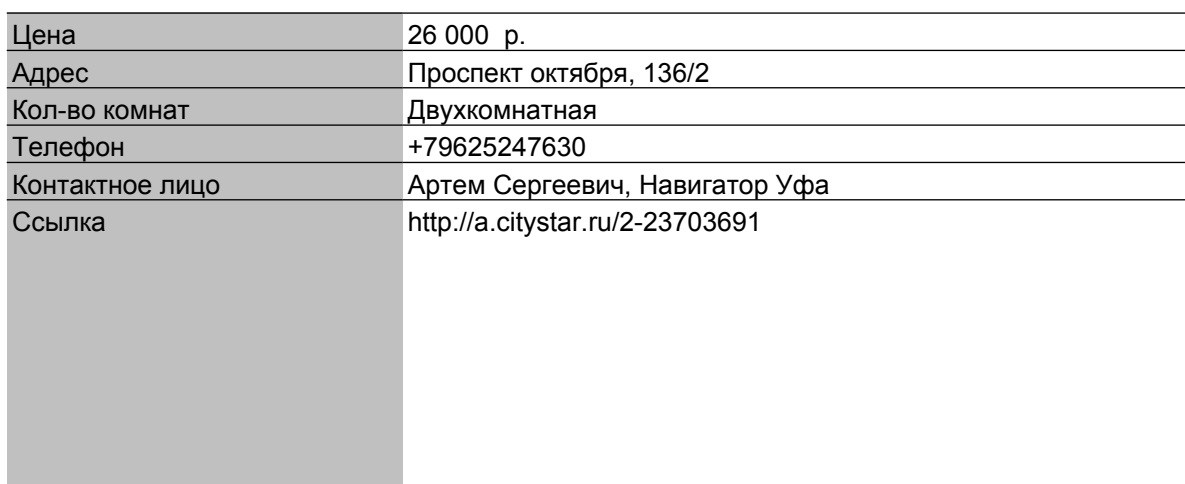 Цена 26 000 р.
Адрес Проспект октября, 136/2
Кол-во комнат Двухкомнатная
Телефон +79625247630
Контактное лицо Артем Сергеевич, Навигатор Уфа
Ссылка http://a.citystar.ru/2-23703691